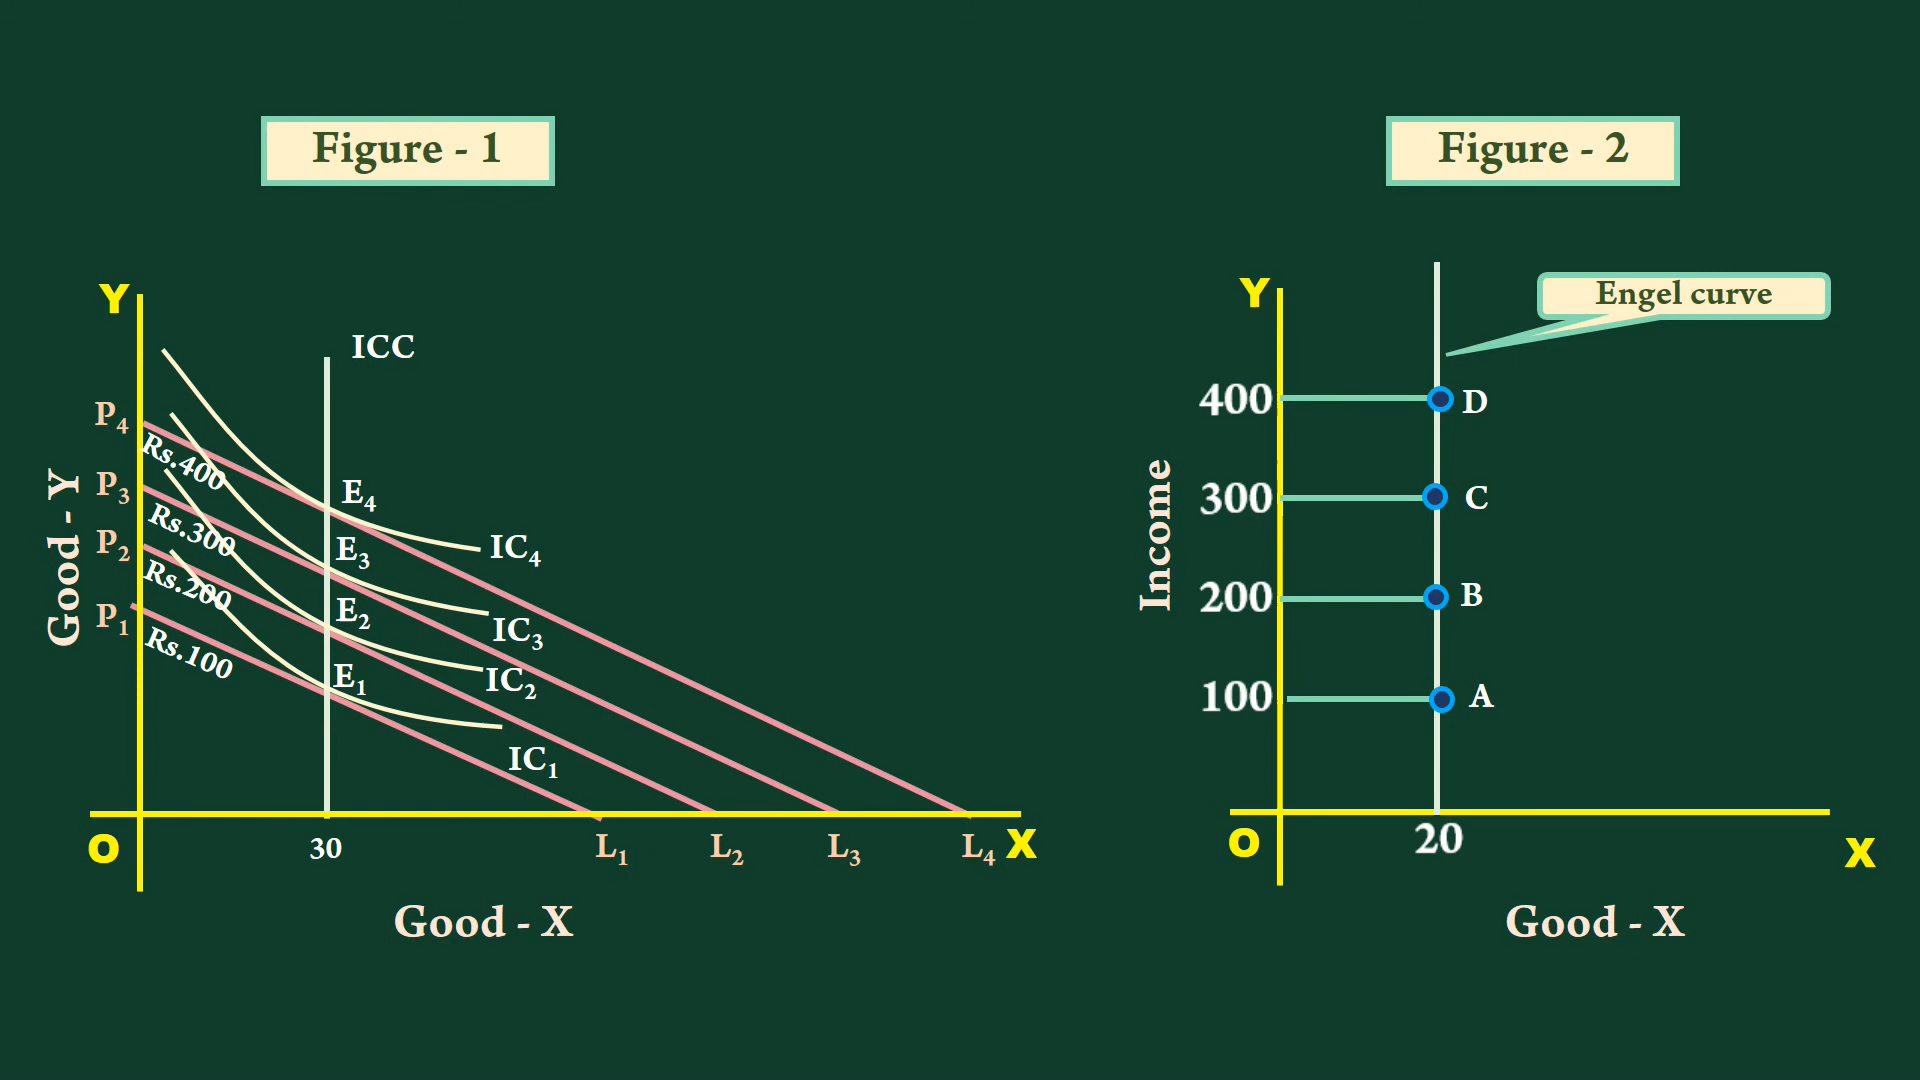 Figure - 1
Y
ICC
P4
Rs.400
P3
Rs.300
P2
Rs.200
P1
Rs.100
Good - Y
E4
E3
E2
E1
IC4
IC3
IC2
IC1
O
30
L1
L2
L3
L4
X
Good - X
Figure - 2
Engel curve
Y
400
D
300
C
200
B
100
A
Income
O
20
X
Good - X